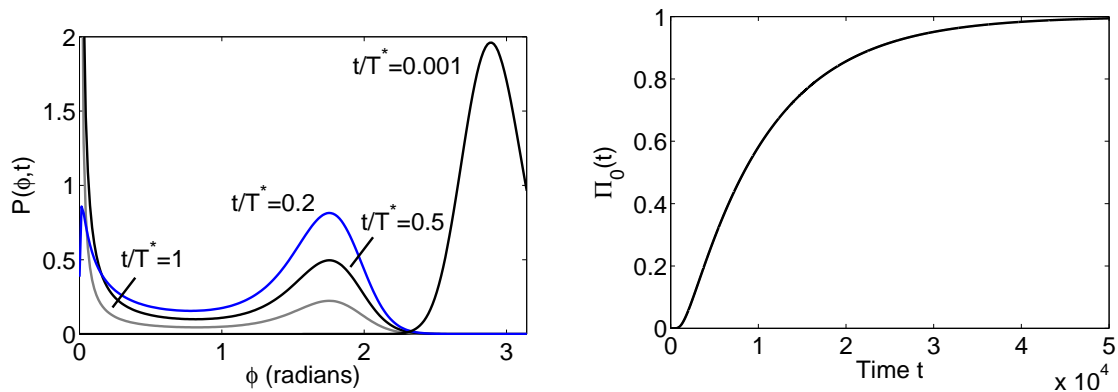 2
1.5
1
0.5
0
P(ϕ,t)
t/T*=0.001
t/T*=0.2
t/T*=0.5
t/T*=1
0 1 2 3
ϕ (radians)
1
0.8
0.6
0.4
0.2
0
Π0(t)
0 1 2 3 4 5
Time t
x 10^4